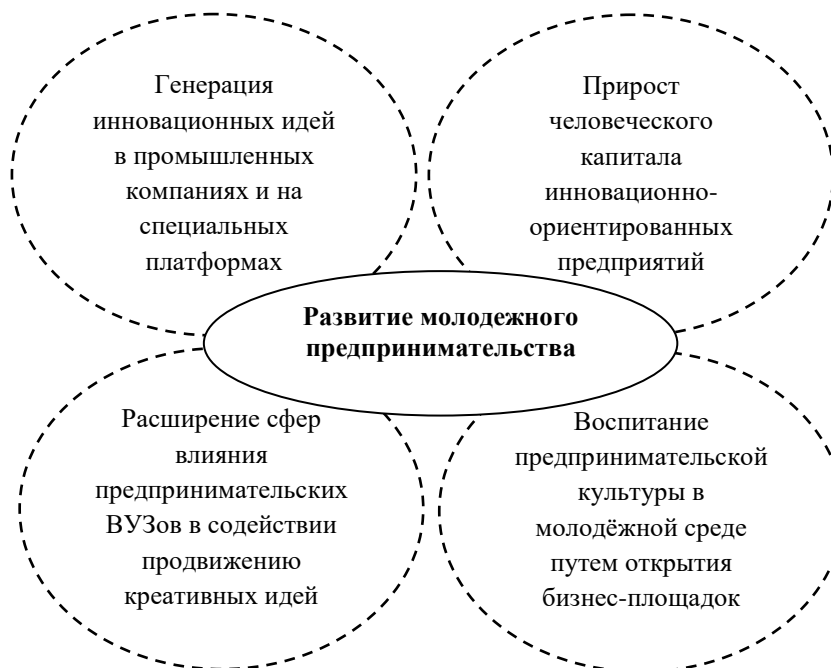 Генерация
инновационных идей
в промышленных
компаниях и на
специальных
платформах
Прирост
человеческого
капитала
инновационно-
ориентированных
предприятий
Развитие молодежного
предпринимательства
Расширение сфер
влияния
предпринимательских
ВУЗов в содействии
продвижению
креативных идей
Воспитание
предпринимательской
культуры в
молодёжной среде
путем открытия
бизнес-площадок